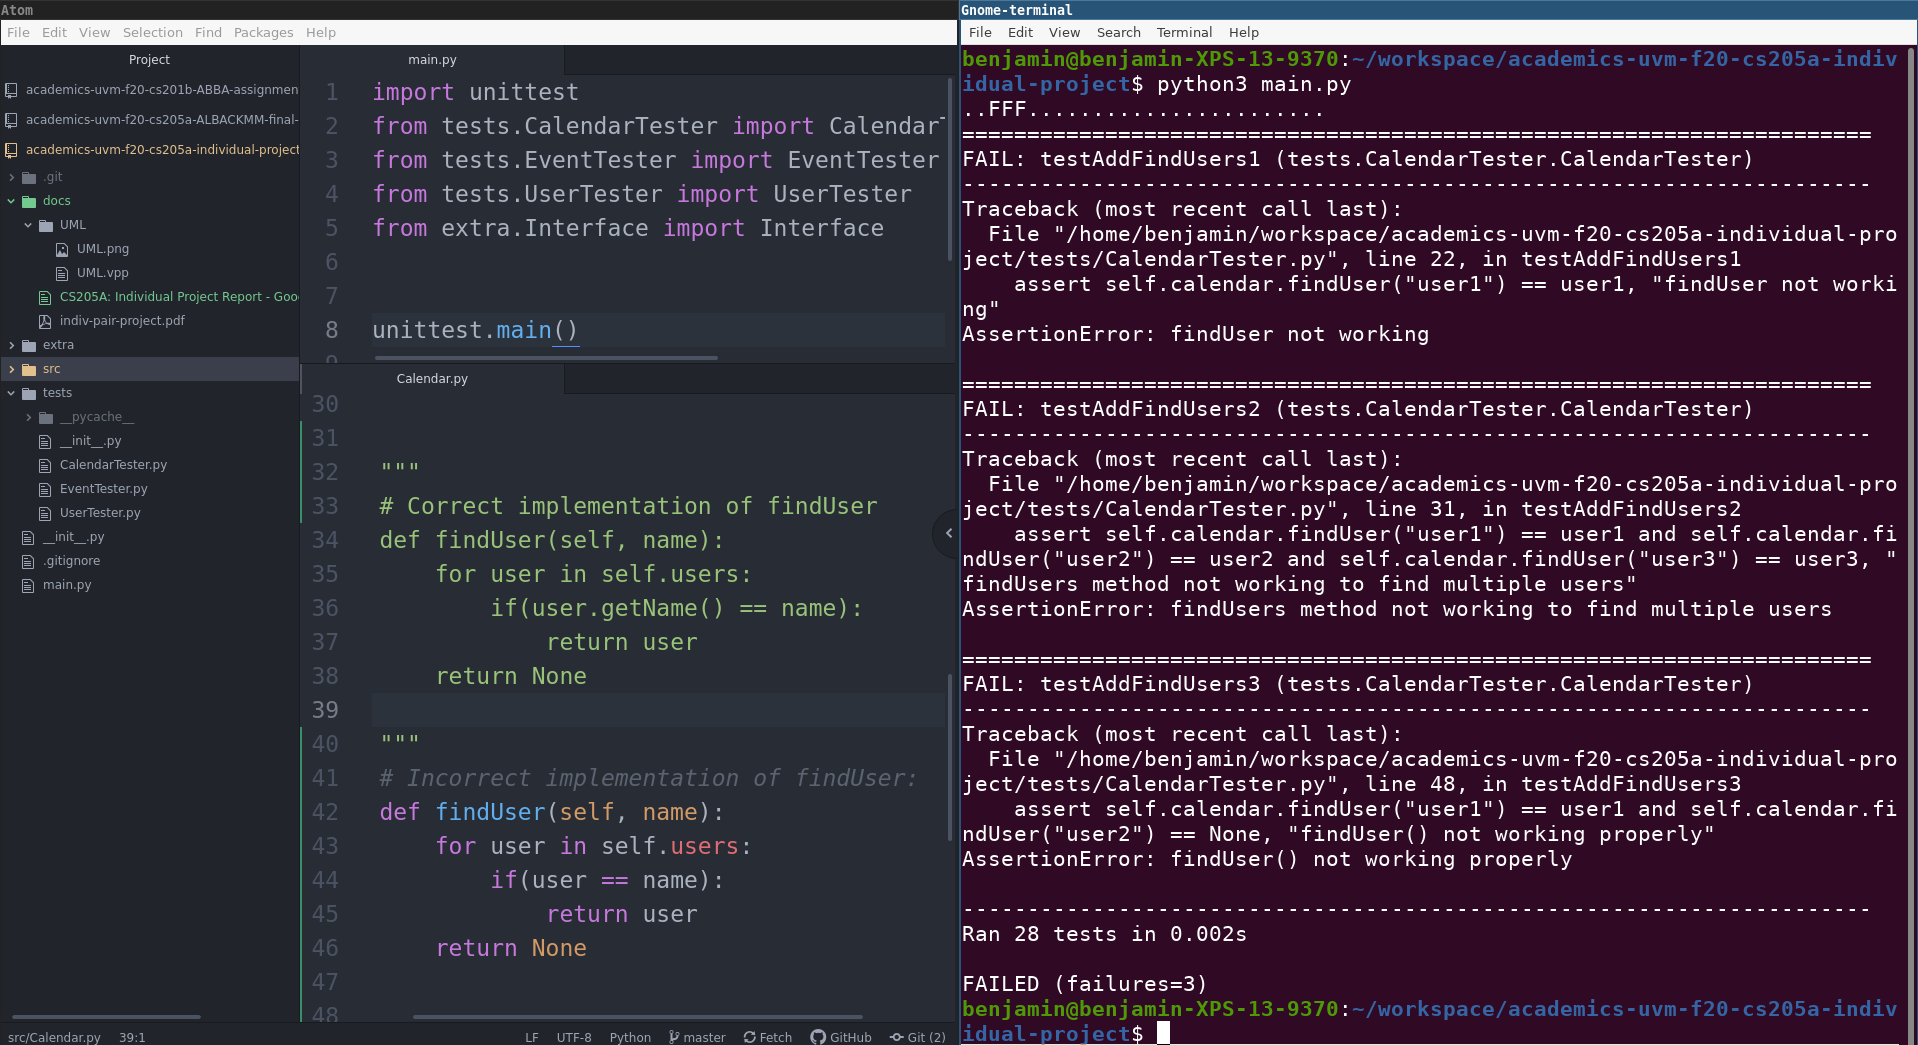 Atom
File Edit View Selection Find Packages Help
Project
academics-uvm-f20-cs201b-ABBA-assignmen
academics-uvm-f20-cs205a-ALBACKMM-final-
academics-uvm-f20-cs205a-individual-project
.git
docs
UML
UML.png
UML.vpp
CS205A: Individual Project Report - Goo
indiv-pair-project.pdf
extra
src
tests
__pycache__
__init__.py
CalendarTester.py
EventTester.py
UserTester.py
__init__.py
.gitignore
main.py
main.py
1 import unittest
2 from tests.CalendarTester import Calendar
3 from tests.EventTester import EventTester
4 from tests.UserTester import UserTester
5 from extra.Interface import Interface
6
7
8 unittest.main()
9
Calendar.py
30
31
32 """
33 # Correct implementation of findUser
34 def findUser(self, name):
35 for user in self.users:
36 if(user.getName() == name):
37 return user
38 return None
39
40 """
41 # Incorrect implementation of findUser:
42 def findUser(self, name):
43 for user in self.users:
44 if(user == name):
45 return user
46 return None
47
48
src/Calendar.py 39:1 LF UTF-8 Python master Fetch GitHub Git (2)
Gnome-terminal
File Edit View Search Terminal Help
benjamin@benjamin-XPS-13-9370:~/workspace/academics-uvm-f20-cs205a-indiv
idual-project$ python3 main.py
..FFF.......................
======================================================================
FAIL: testAddFindUsers1 (tests.CalendarTester.CalendarTester)
----------------------------------------------------------------------
Traceback (most recent call last):
File "/home/benjamin/workspace/academics-uvm-f20-cs205a-individual-pro
ject/tests/CalendarTester.py", line 22, in testAddFindUsers1
assert self.calendar.findUser("user1") == user1, "findUser not worki
ng"
AssertionError: findUser not working
======================================================================
FAIL: testAddFindUsers2 (tests.CalendarTester.CalendarTester)
----------------------------------------------------------------------
Traceback (most recent call last):
File "/home/benjamin/workspace/academics-uvm-f20-cs205a-individual-pro
ject/tests/CalendarTester.py", line 31, in testAddFindUsers2
assert self.calendar.findUser("user1") == user1 and self.calendar.fi
ndUser("user2") == user2 and self.calendar.findUser("user3") == user3, "
findUsers method not working to find multiple users"
AssertionError: findUsers method not working to find multiple users
======================================================================
FAIL: testAddFindUsers3 (tests.CalendarTester.CalendarTester)
----------------------------------------------------------------------
Traceback (most recent call last):
File "/home/benjamin/workspace/academics-uvm-f20-cs205a-individual-pro
ject/tests/CalendarTester.py", line 48, in testAddFindUsers3
assert self.calendar.findUser("user1") == user1 and self.calendar.fi
ndUser("user2") == None, "findUser() not working properly"
AssertionError: findUser() not working properly
----------------------------------------------------------------------
Ran 28 tests in 0.002s
FAILED (failures=3)
benjamin@benjamin-XPS-13-9370:~/workspace/academics-uvm-f20-cs205a-indiv
idual-project$